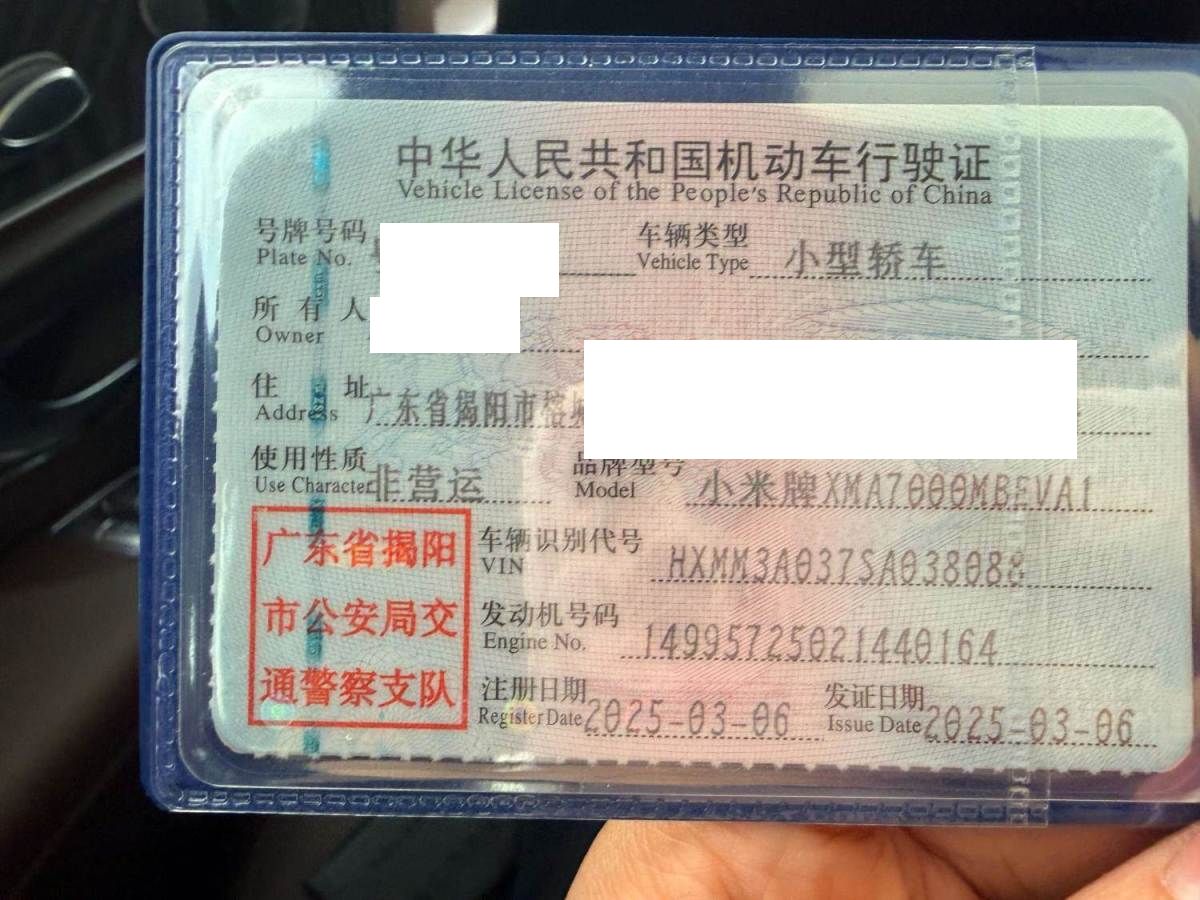 中华人民共和国机动车行驶证
Vehicle License of the People's Republic of China
号牌号码 车辆类型 小型轿车
Plate No. Vehicle Type
所有人
Owner
住址 广东省揭阳市榕
Address
使用性质 非营运 品牌型号 小米牌XMA7000MBEVA1
Use Character Model
广东省揭阳
市公安局交
通警察支队
车辆识别代号 HXMM3A037SA038088
VIN
发动机号码 14995725021440164
Engine No.
注册日期 2025-03-06 发证日期 2025-03-06
Register Date Issue Date